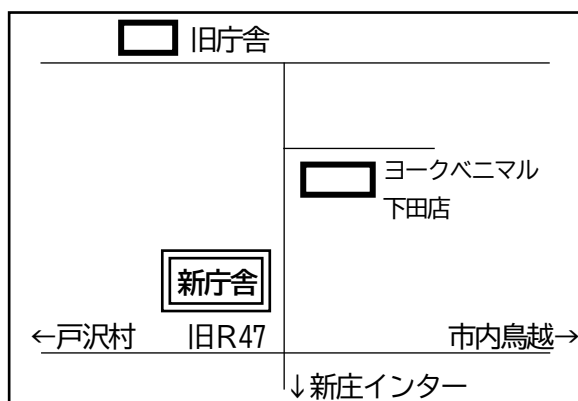 旧庁舎
ヨークベニマル
下田店
新庁舎
←戸沢村
旧R47
市内鳥越→
↓新庄インター